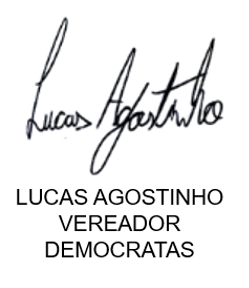 Lucas Agostinho
LUCAS AGOSTINHO
VEREADOR
DEMOCRATAS